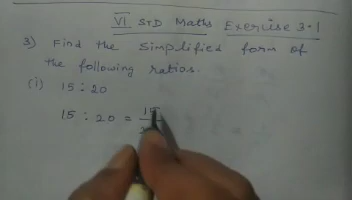 VI STD Maths Exercise 3.1
3) Find the Simplified form of
the following ratios.
(i) 15 : 20
15 : 20 = 15